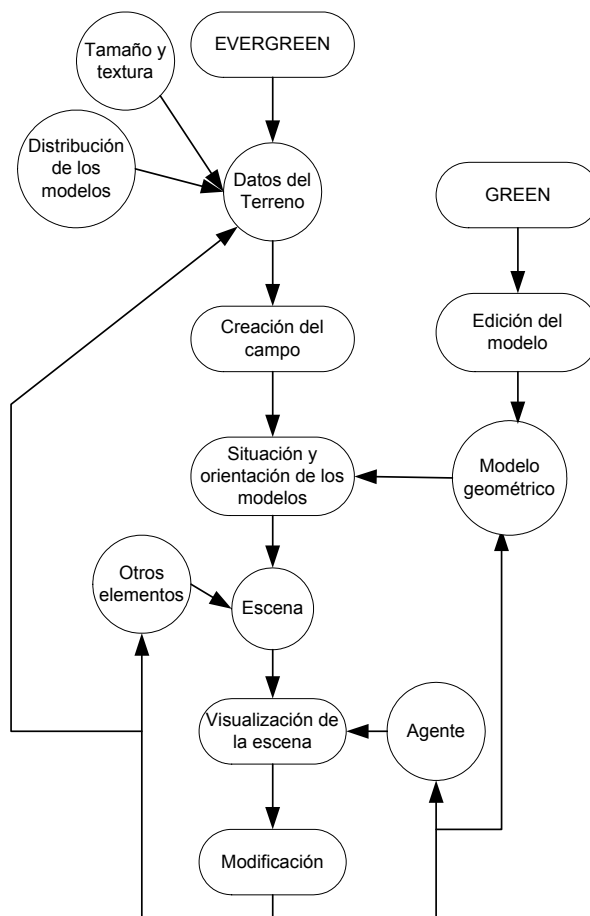 Tamaño y
textura
EVERGREEN
Distribución
de los
modelos
Datos del
Terreno
GREEN
Creación del
campo
Edición del
modelo
Situación y
orientación de los
modelos
Modelo
geométrico
Otros
elementos
Escena
Visualización de
la escena
Agente
Modificación